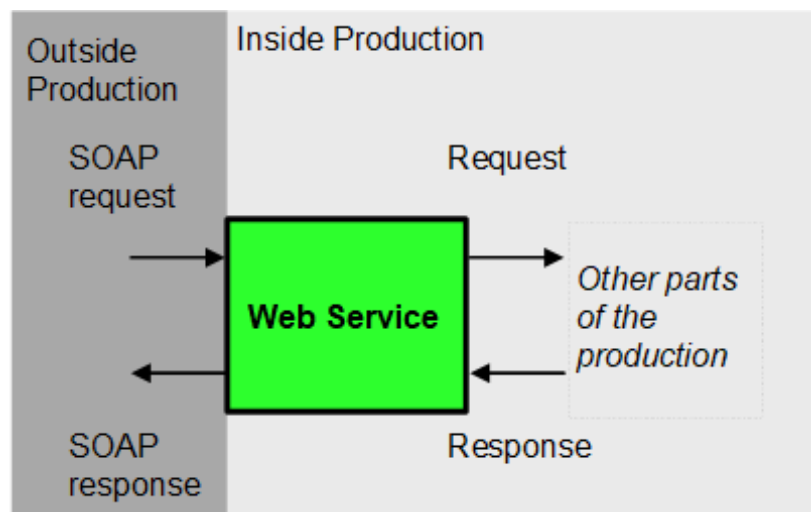 Outside
Production
Inside Production
SOAP
request
Request
Web Service
Other parts
of the
production
SOAP
response
Response